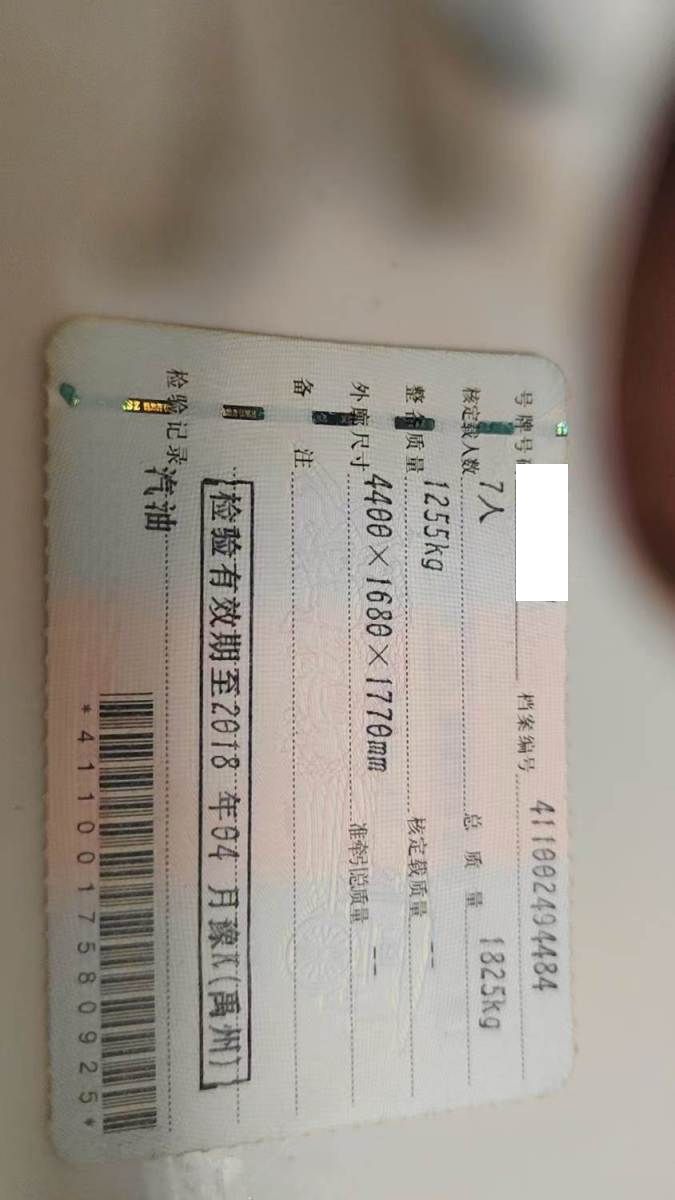 号牌号 档案编号 411002494484
核定载人数 7人 总质量 1825kg
整备质量 1255kg 核定载质量 --
外廓尺寸 4400×1680×1770mm 准牵引总质量 --
备注
检验有效期至2018年04月豫K(禹州)
检验记录 汽油
*4110017580925*